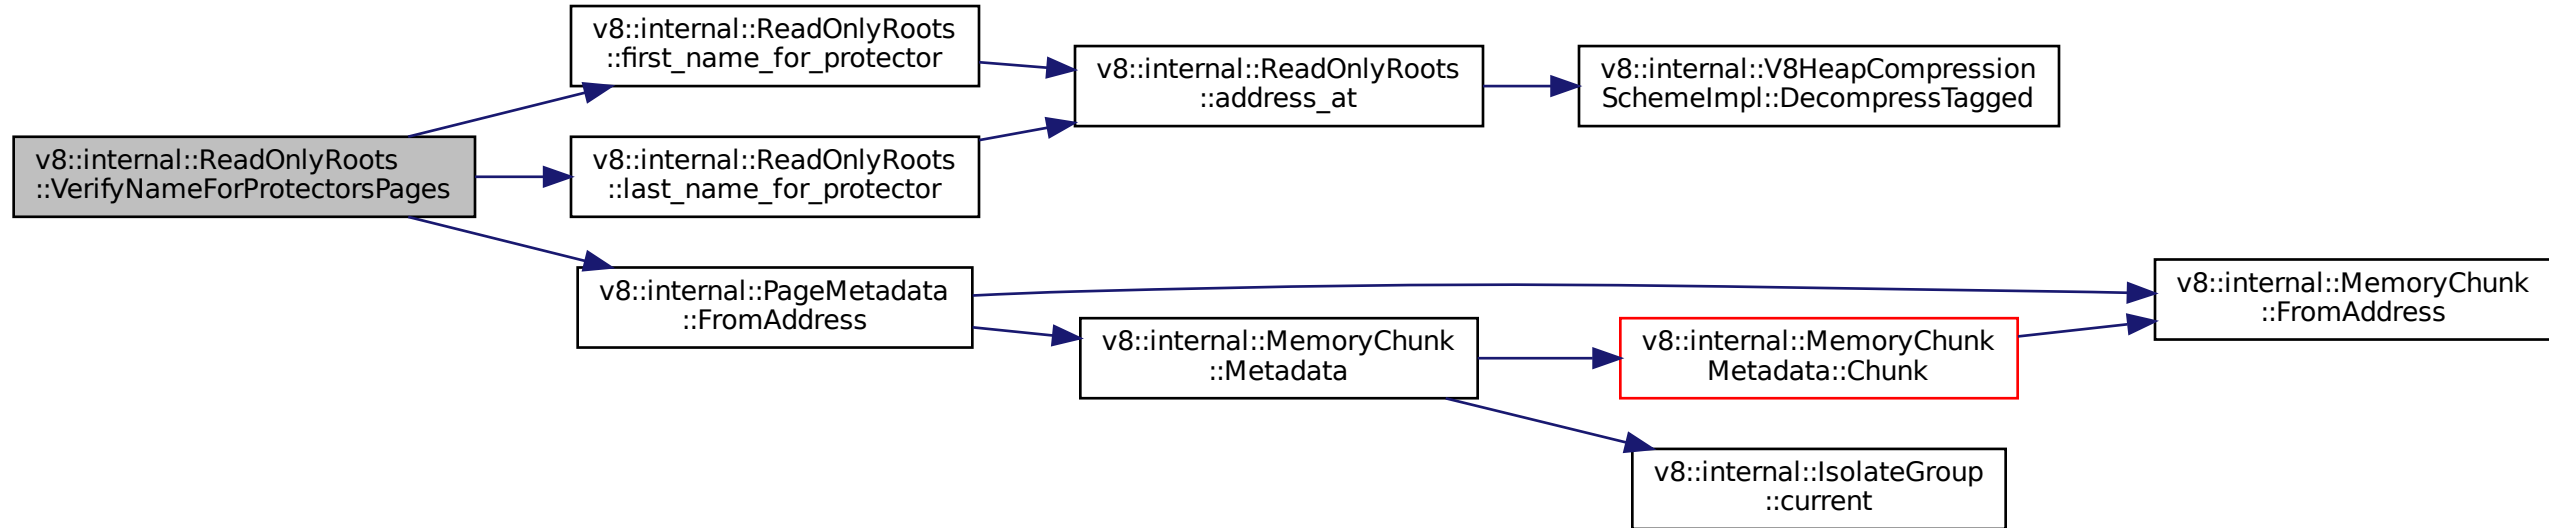 v8::internal::ReadOnlyRoots
::VerifyNameForProtectorsPages
v8::internal::ReadOnlyRoots
::first_name_for_protector
v8::internal::ReadOnlyRoots
::last_name_for_protector
v8::internal::PageMetadata
::FromAddress
v8::internal::ReadOnlyRoots
::address_at
v8::internal::V8HeapCompression
SchemeImpl::DecompressTagged
v8::internal::MemoryChunk
::Metadata
v8::internal::MemoryChunk
Metadata::Chunk
v8::internal::IsolateGroup
::current
v8::internal::MemoryChunk
::FromAddress